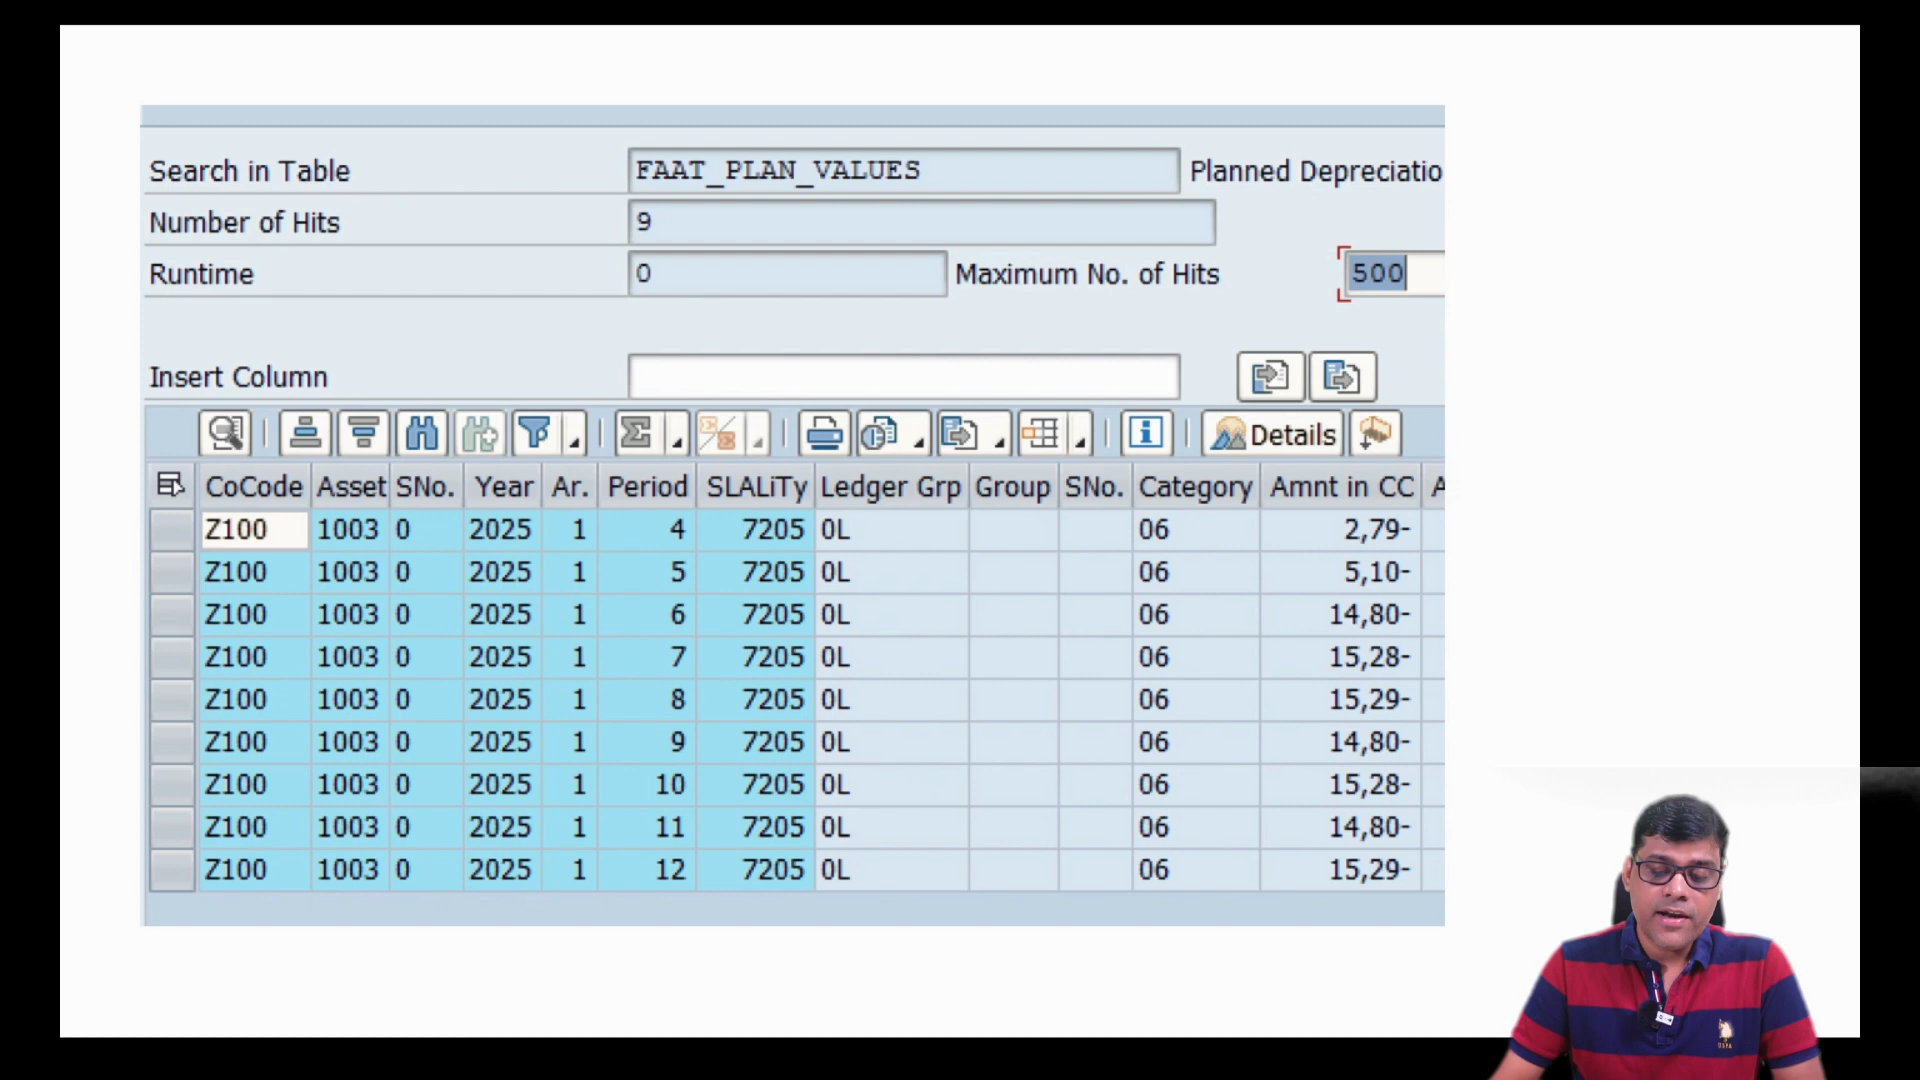 Search in Table FAAT_PLAN_VALUES Planned Depreciatio
Number of Hits 9
Runtime 0 Maximum No. of Hits 500
Insert Column
Details
CoCode Asset SNo. Year Ar. Period SLALiTy Ledger Grp Group SNo. Category Amnt in CC A
Z100 1003 0 2025 1 4 7205 0L 06 2,79-
Z100 1003 0 2025 1 5 7205 0L 06 5,10-
Z100 1003 0 2025 1 6 7205 0L 06 14,80-
Z100 1003 0 2025 1 7 7205 0L 06 15,28-
Z100 1003 0 2025 1 8 7205 0L 06 15,29-
Z100 1003 0 2025 1 9 7205 0L 06 14,80-
Z100 1003 0 2025 1 10 7205 0L 06 15,28-
Z100 1003 0 2025 1 11 7205 0L 06 14,80-
Z100 1003 0 2025 1 12 7205 0L 06 15,29-
USPA